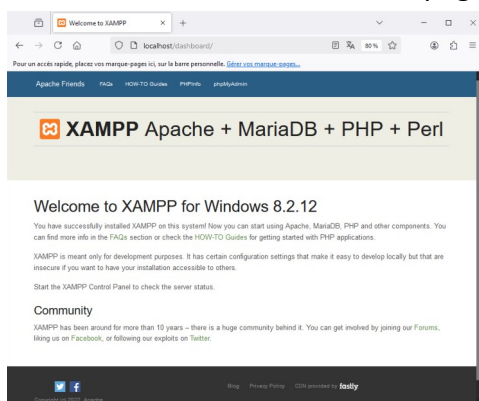 Welcome to XAMPP
localhost/dashboard/
80 %
Pour un accès rapide, placez vos marque-pages ici, sur la barre personnelle. Gérer vos marque-pages...
Apache Friends FAQs HOW-TO Guides PHPInfo phpMyAdmin
XAMPP Apache + MariaDB + PHP + Perl
Welcome to XAMPP for Windows 8.2.12
You have successfully installed XAMPP on this system! Now you can start using Apache, MariaDB, PHP and other components. You
can find more info in the FAQs section or check the HOW-TO Guides for getting started with PHP applications.
XAMPP is meant only for development purposes. It has certain configuration settings that make it easy to develop locally but that are
insecure if you want to have your installation accessible to others.
Start the XAMPP Control Panel to check the server status.
Community
XAMPP has been around for more than 10 years – there is a huge community behind it. You can get involved by joining our Forums,
liking us on Facebook, or following our exploits on Twitter.
Blog Privacy Policy CDN provided by fastly
Copyright (c) 2022, Apache